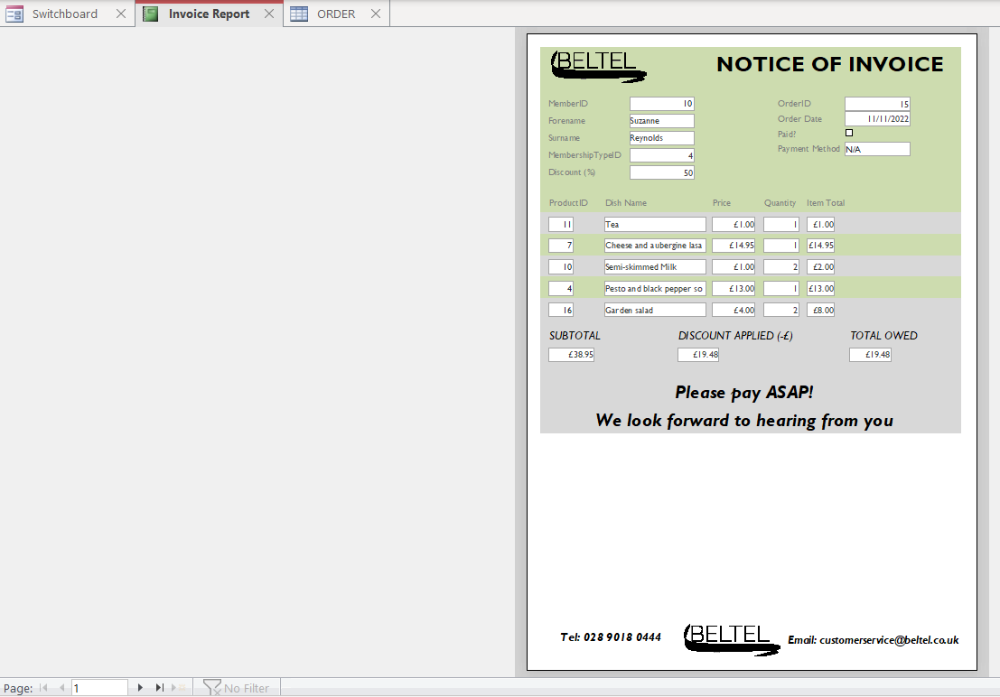 Switchboard Invoice Report ORDER
BELTEL NOTICE OF INVOICE
MemberID 10 OrderID 15
Forename Suzanne Order Date 11/11/2022
Surname Reynolds Paid?
MembershipTypeID 4 Payment Method N/A
Discount (%) 50
ProductID Dish Name Price Quantity Item Total
11 Tea £1.00 1 £1.00
7 Cheese and aubergine lasa £14.95 1 £14.95
10 Semi-skimmed Milk £1.00 2 £2.00
4 Pesto and black pepper so £13.00 1 £13.00
16 Garden salad £4.00 2 £8.00
SUBTOTAL DISCOUNT APPLIED (-£) TOTAL OWED
£38.95 £19.48 £19.48
Please pay ASAP!
We look forward to hearing from you
Tel: 028 9018 0444 BELTEL Email: customerservice@beltel.co.uk
Page: 1 No Filter